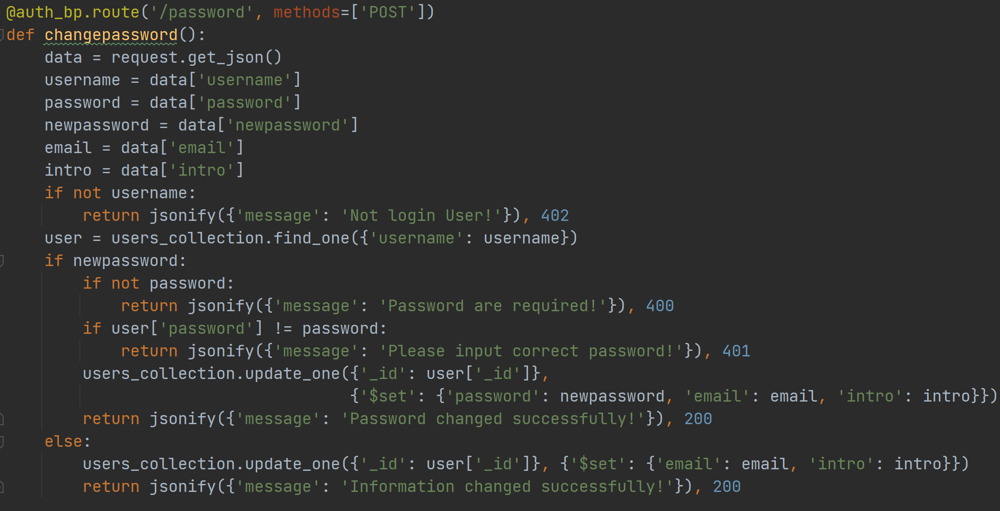 @auth_bp.route('/password', methods=['POST'])
def changepassword():
    data = request.get_json()
    username = data['username']
    password = data['password']
    newpassword = data['newpassword']
    email = data['email']
    intro = data['intro']
    if not username:
        return jsonify({'message': 'Not login User!'}), 402
    user = users_collection.find_one({'username': username})
    if newpassword:
        if not password:
            return jsonify({'message': 'Password are required!'}), 400
        if user['password'] != password:
            return jsonify({'message': 'Please input correct password!'}), 401
        users_collection.update_one({'_id': user['_id']},
                                    {'$set': {'password': newpassword, 'email': email, 'intro': intro}})
        return jsonify({'message': 'Password changed successfully!'}), 200
    else:
        users_collection.update_one({'_id': user['_id']}, {'$set': {'email': email, 'intro': intro}})
        return jsonify({'message': 'Information changed successfully!'}), 200